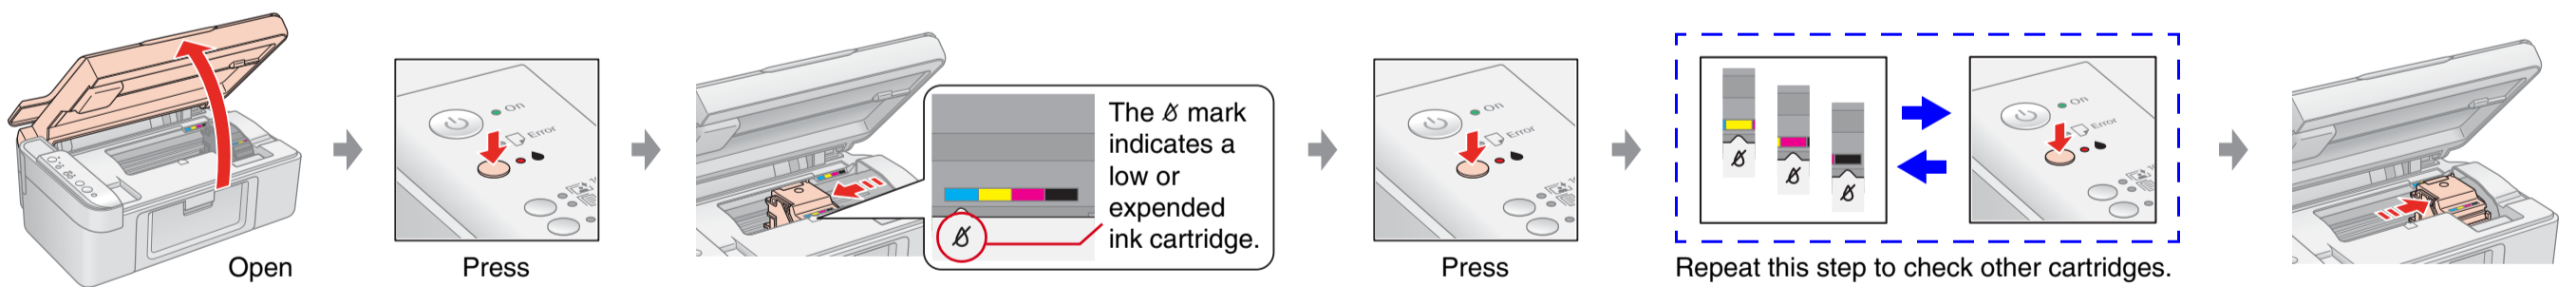 Open
On
Error
Press
The mark
indicates a
low or
expended
ink cartridge.
On
Error
Press
On
Error
Repeat this step to check other cartridges.